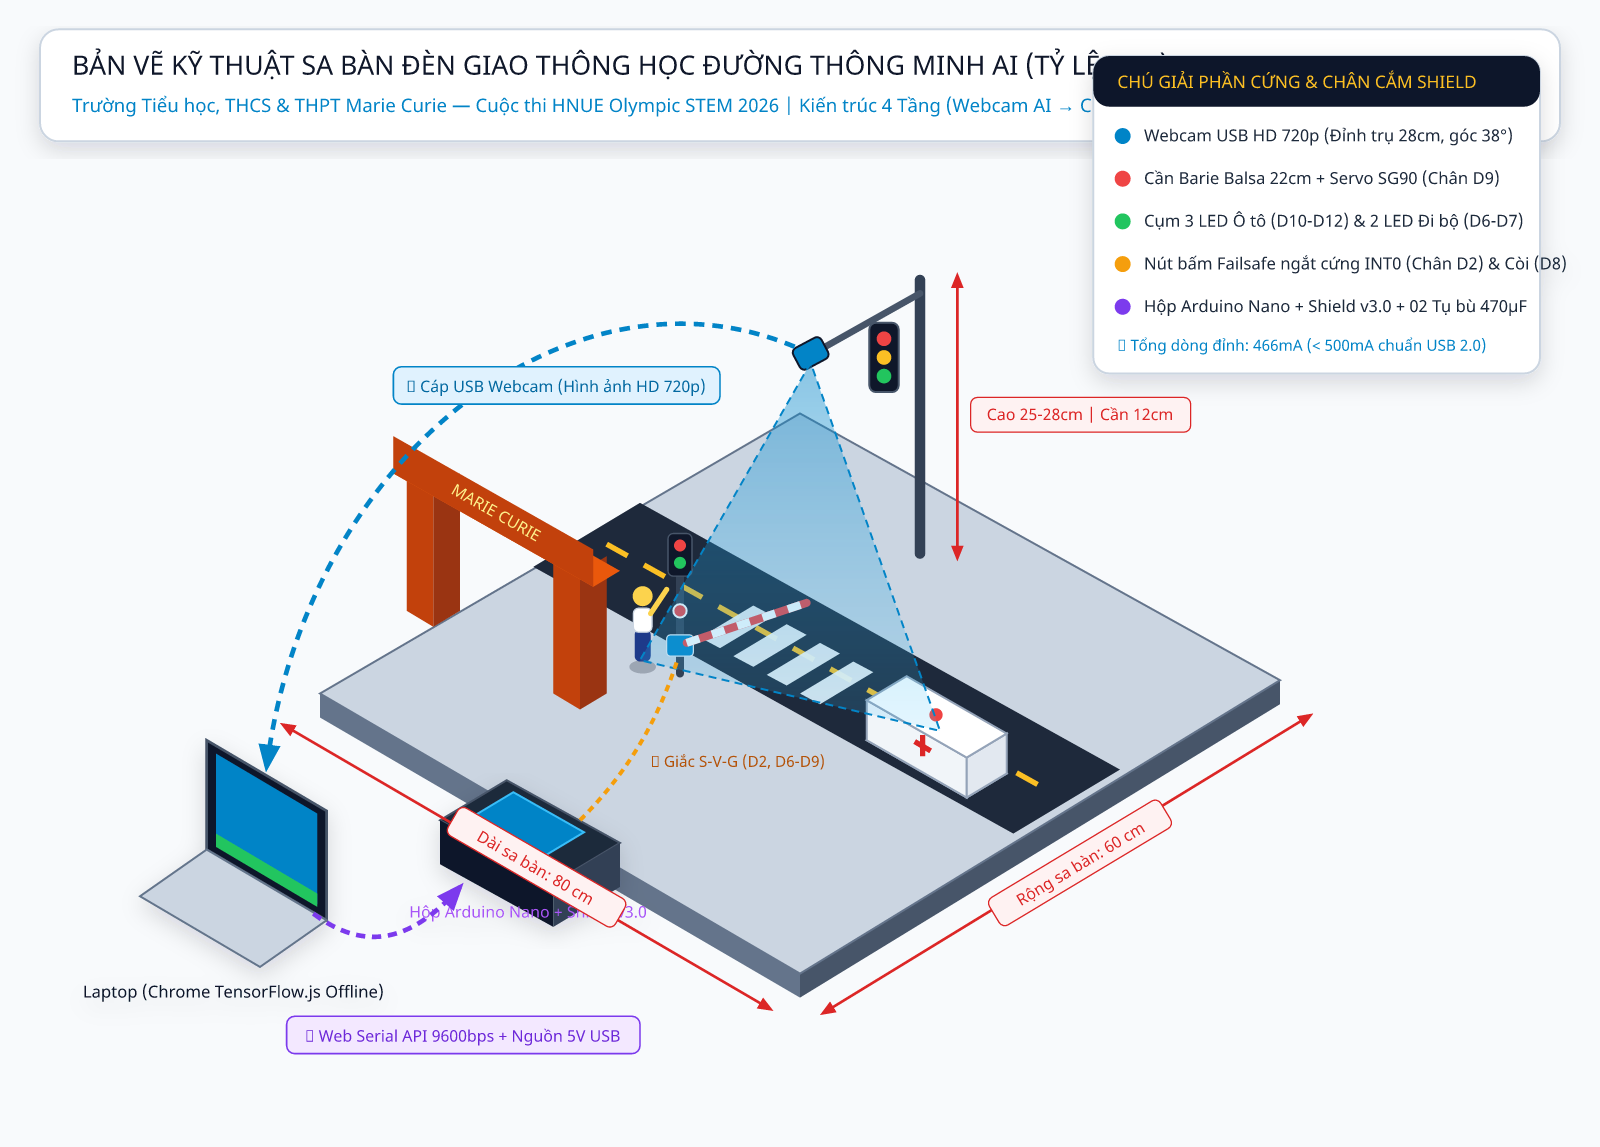 BẢN VẼ KỸ THUẬT SA BÀN ĐÈN GIAO THÔNG HỌC ĐƯỜNG THÔNG MINH AI (TỶ LỆ
Trường Tiểu học, THCS & THPT Marie Curie — Cuộc thi HNUE Olympic STEM 2026 | Kiến trúc 4 Tầng (Webcam AI →
CHÚ GIẢI PHẦN CỨNG & CHÂN CẮM SHIELD
Webcam USB HD 720p (Đỉnh trụ 28cm, góc 38°)
Cần Barie Balsa 22cm + Servo SG90 (Chân D9)
Cụm 3 LED Ô tô (D10-D12) & 2 LED Đi bộ (D6-D7)
Nút bấm Failsafe ngắt cứng INT0 (Chân D2) & Còi (D8)
Hộp Arduino Nano + Shield v3.0 + 02 Tụ bù 470µF
Tổng dòng đỉnh: 466mA (< 500mA chuẩn USB 2.0)
Cáp USB Webcam (Hình ảnh HD 720p)
Cao 25-28cm | Cần 12cm
MARIE CURIE
Giắc S-V-G (D2, D6-D9)
Dài sa bàn: 80 cm
Rộng sa bàn: 60 cm
Hộp Arduino Nano + v3.0
Laptop (Chrome TensorFlow.js Offline)
Web Serial API 9600bps + Nguồn 5V USB